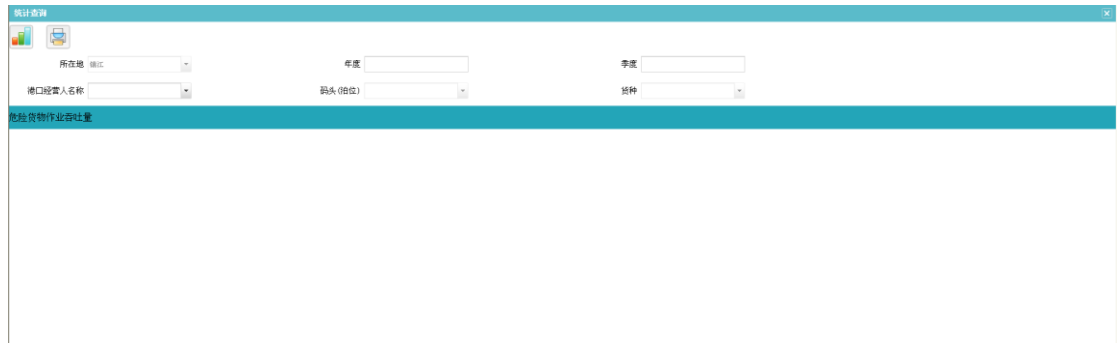 统计查询
所在地 镇江 年度 季度
港口经营人名称 码头(泊位) 货种
危险货物作业吞吐量